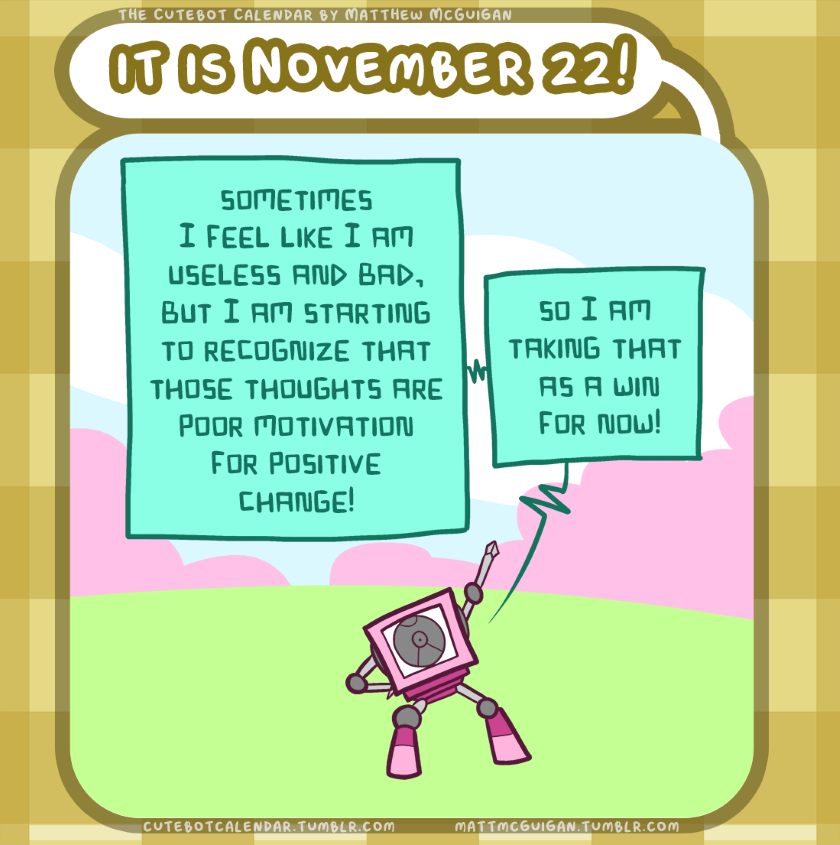 THE CUTEBOT CALENDAR BY MATTHEW MCGUIGAN
IT IS NOVEMBER 22!
SOMETIMES
I FEEL LIKE I AM
USELESS AND BAD,
BUT I AM STARTING
TO RECOGNIZE THAT
THOSE THOUGHTS ARE
POOR MOTIVATION
FOR POSITIVE
CHANGE!
SO I AM
TAKING THAT
AS A WIN
FOR NOW!
CUTEBOTCALENDAR.TUMBLR.COM
MATTMCGUIGAN.TUMBLR.COM